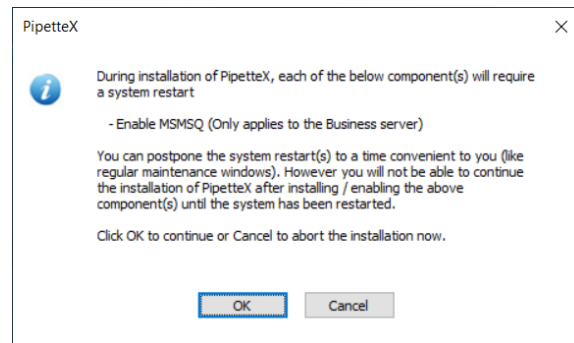 PipetteX
During installation of PipetteX, each of the below component(s) will require
a system restart
- Enable MSMSQ (Only applies to the Business server)
You can postpone the system restart(s) to a time convenient to you (like
regular maintenance windows). However you will not be able to continue
the installation of PipetteX after installing / enabling the above
component(s) until the system has been restarted.
Click OK to continue or Cancel to abort the installation now.
OK
Cancel